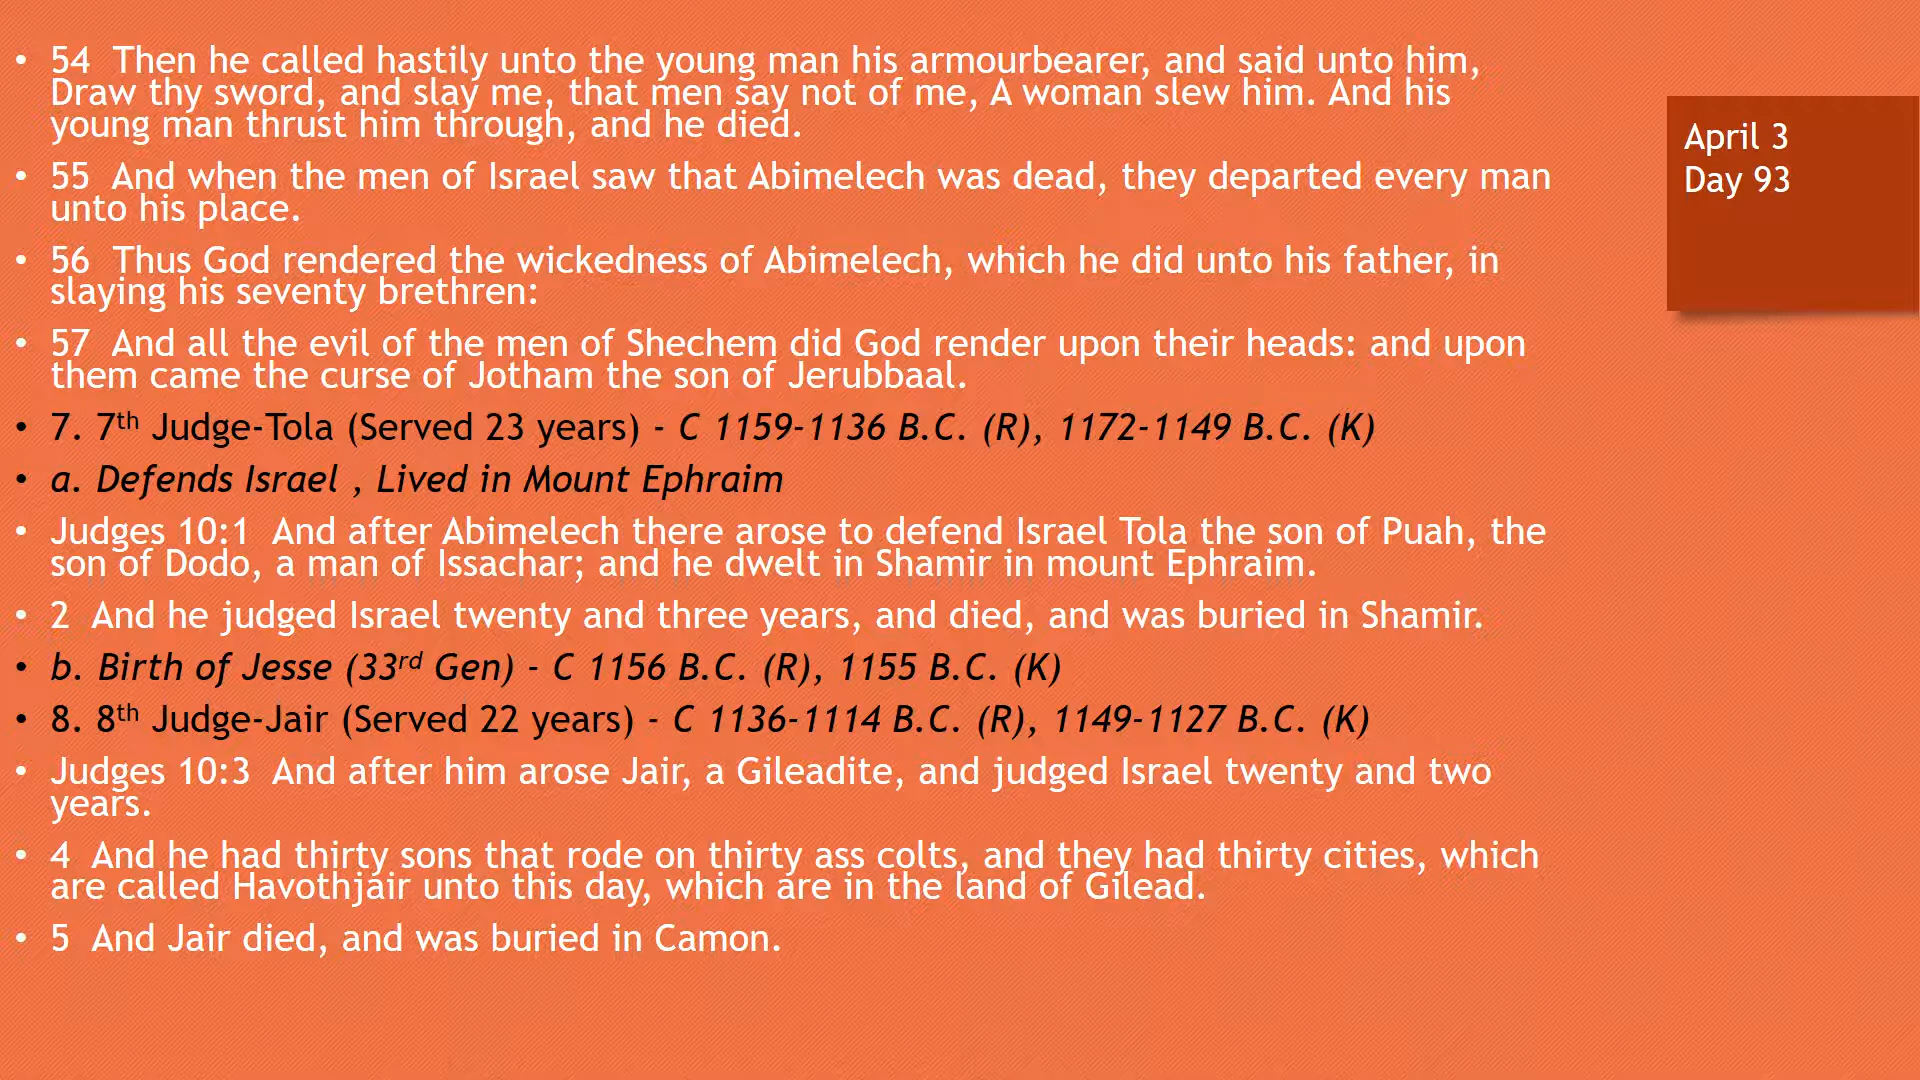 • 54  Then he called hastily unto the young man his armourbearer, and said unto him,
Draw thy sword, and slay me, that men say not of me, A woman slew him. And his
young man thrust him through, and he died.
• 55  And when the men of Israel saw that Abimelech was dead, they departed every man
unto his place.
• 56  Thus God rendered the wickedness of Abimelech, which he did unto his father, in
slaying his seventy brethren:
• 57  And all the evil of the men of Shechem did God render upon their heads: and upon
them came the curse of Jotham the son of Jerubbaal.
• 7. 7th Judge-Tola (Served 23 years) - C 1159-1136 B.C. (R), 1172-1149 B.C. (K)
• a. Defends Israel , Lived in Mount Ephraim
• Judges 10:1  And after Abimelech there arose to defend Israel Tola the son of Puah, the
son of Dodo, a man of Issachar; and he dwelt in Shamir in mount Ephraim.
• 2  And he judged Israel twenty and three years, and died, and was buried in Shamir.
• b. Birth of Jesse (33rd Gen) - C 1156 B.C. (R), 1155 B.C. (K)
• 8. 8th Judge-Jair (Served 22 years) - C 1136-1114 B.C. (R), 1149-1127 B.C. (K)
• Judges 10:3  And after him arose Jair, a Gileadite, and judged Israel twenty and two
years.
• 4  And he had thirty sons that rode on thirty ass colts, and they had thirty cities, which
are called Havothjair unto this day, which are in the land of Gilead.
• 5  And Jair died, and was buried in Camon.
April 3
Day 93